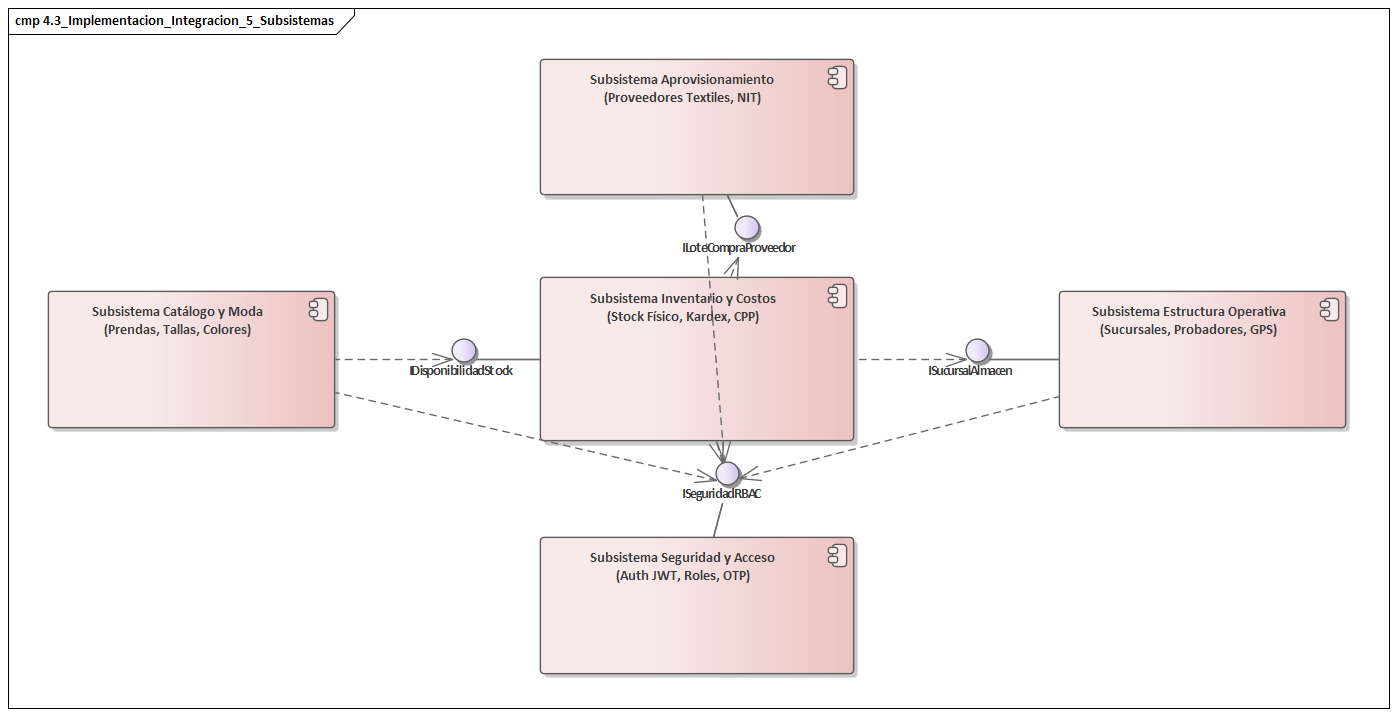 cmp 4.3_Implementacion_Integracion_5_Subsistemas
Subsistema Aprovisionamiento
(Proveedores Textiles, NIT)
ILoteCompraProveedor
Subsistema Catálogo y Moda
(Prendas, Tallas, Colores)
IDisponibilidadStock
Subsistema Inventario y Costos
(Stock Físico, Kardex, CPP)
ISucursalAlmacen
Subsistema Estructura Operativa
(Sucursales, Probadores, GPS)
ISeguridadRBAC
Subsistema Seguridad y Acceso
(Auth JWT, Roles, OTP)